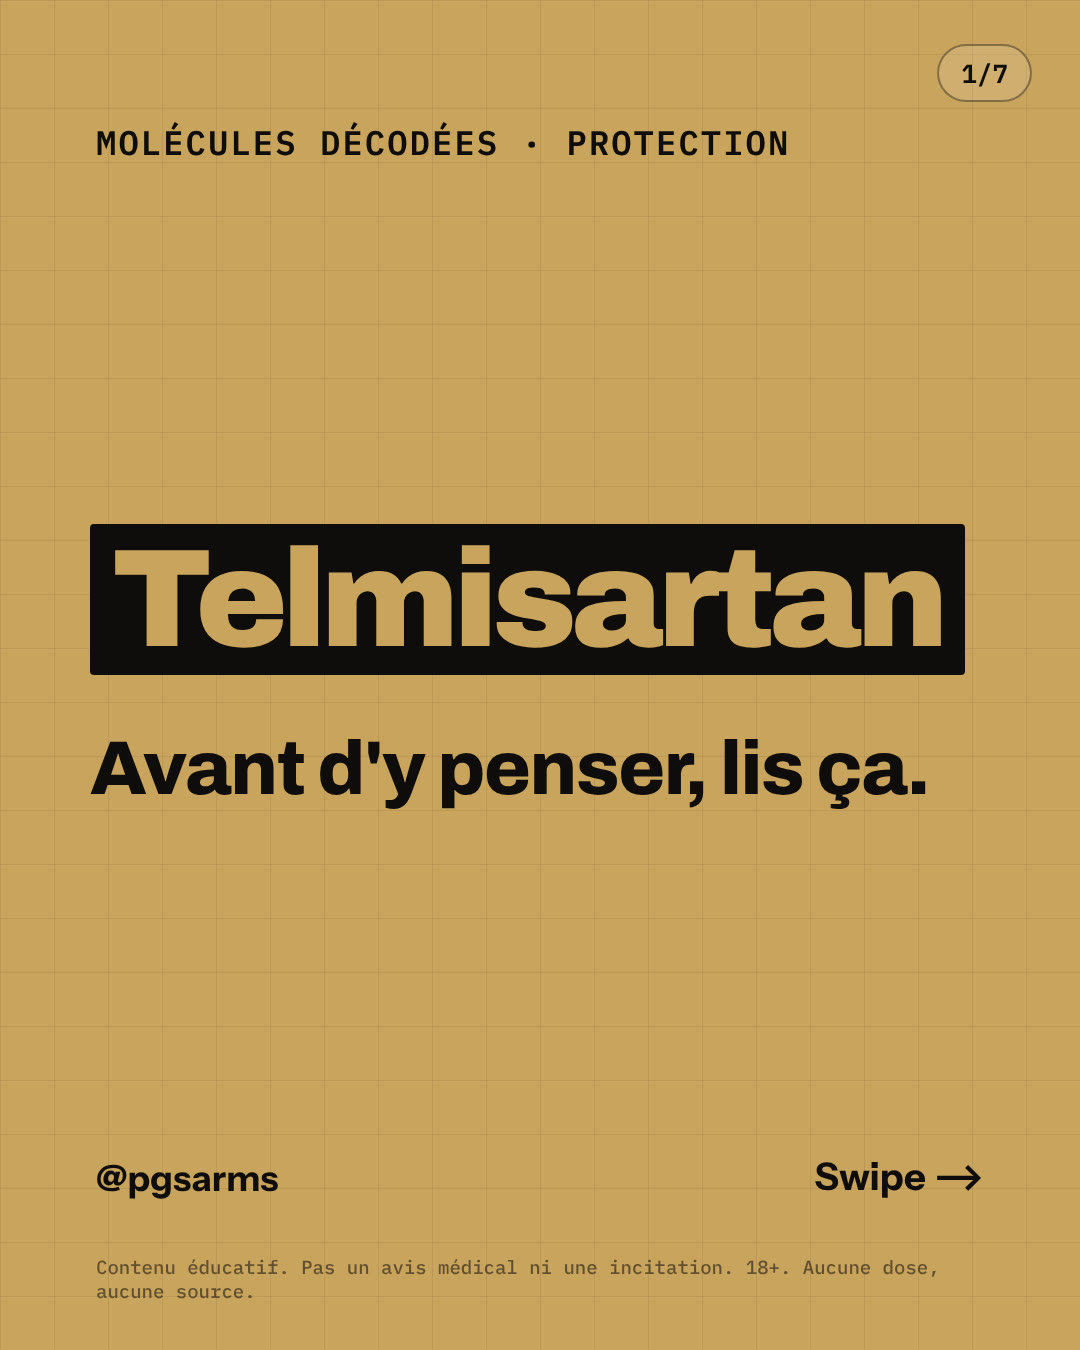 1/7
MOLÉCULES DÉCODÉES · PROTECTION
Telmisartan
Avant d'y penser, lis ça.
@pgsarms
Swipe →
Contenu éducatif. Pas un avis médical ni une incitation. 18+. Aucune dose,
aucune source.